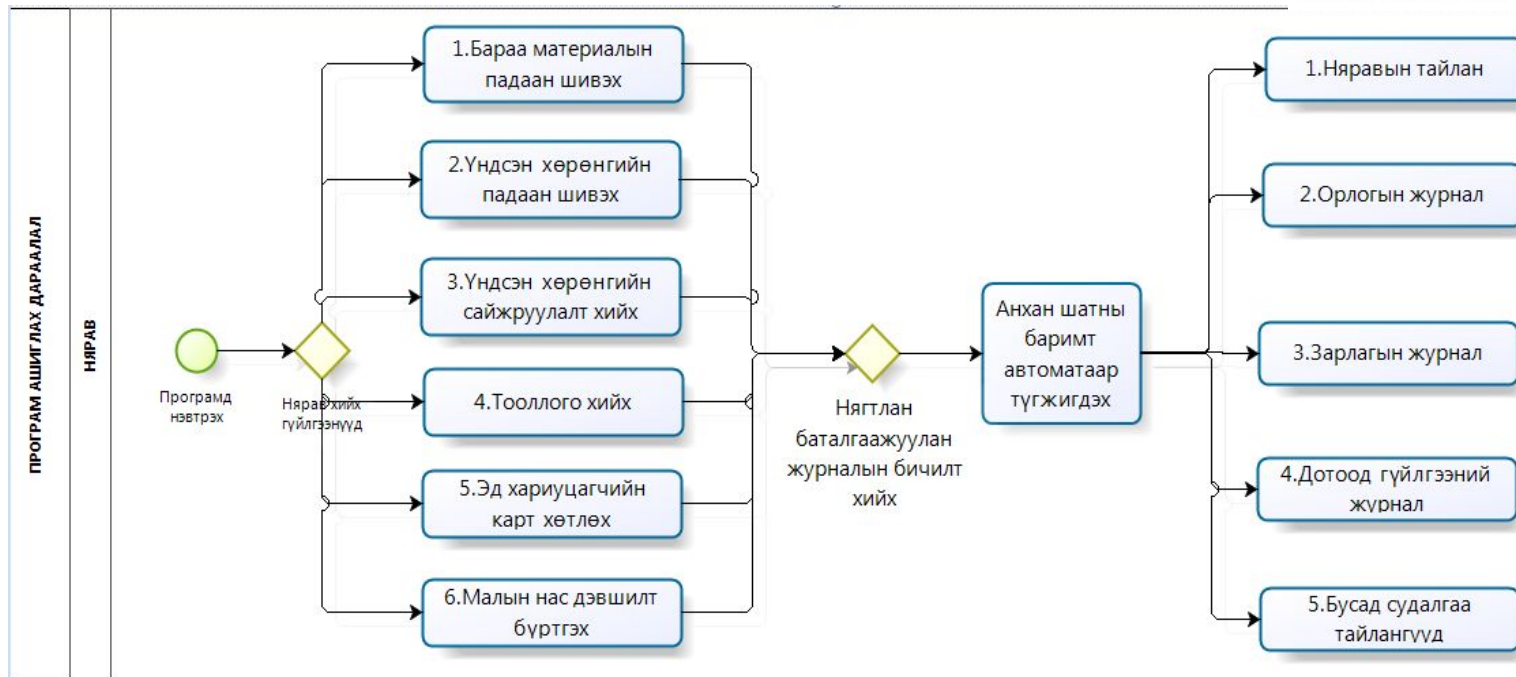 ПРОГРАМ АШИГЛАХ ДАРААЛАЛ
НЯРАВ
Програмд
нэвтрэх
Нярав хийх
гүйлгээнүүд
1.Бараа материалын
падаан шивэх
2.Үндсэн хөрөнгийн
падаан шивэх
3.Үндсэн хөрөнгийн
сайжруулалт хийх
4.Тооллого хийх
5.Эд хариуцагчийн
карт хөтлөх
6.Малын нас дэвшилт
бүртгэх
Нягтлан
баталгаажуулан
журналын бичилт
хийх
Анхан шатны
баримт
автоматаар
түгжигдэх
1.Няравын тайлан
2.Орлогын журнал
3.Зарлагын журнал
4.Дотоод гүйлгээний
журнал
5.Бусад судалгаа
тайлангууд